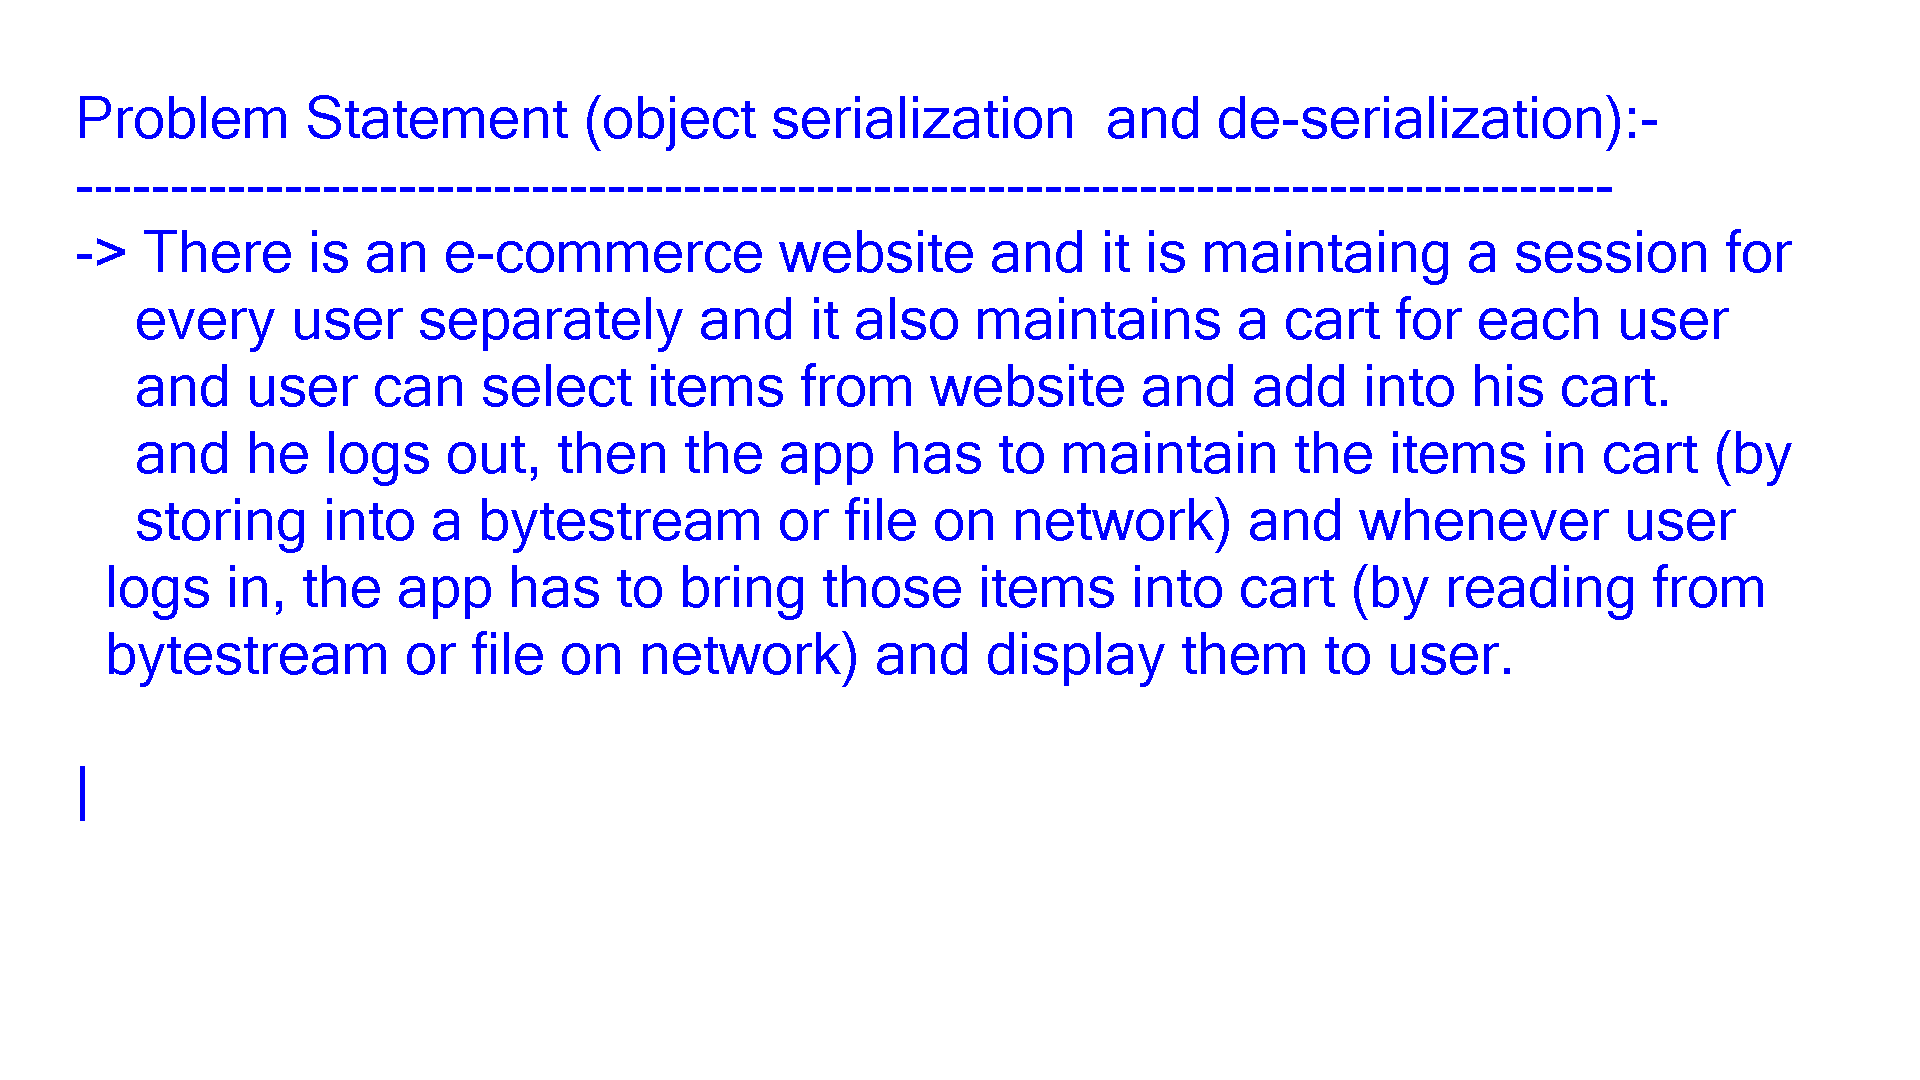 Problem Statement (object serialization  and de-serialization):-
---------------------------------------------------------------------------------
-> There is an e-commerce website and it is maintaing a session for
every user separately and it also maintains a cart for each user
and user can select items from website and add into his cart.
and he logs out, then the app has to maintain the items in cart (by
storing into a bytestream or file on network) and whenever user
logs in, the app has to bring those items into cart (by reading from
bytestream or file on network) and display them to user.